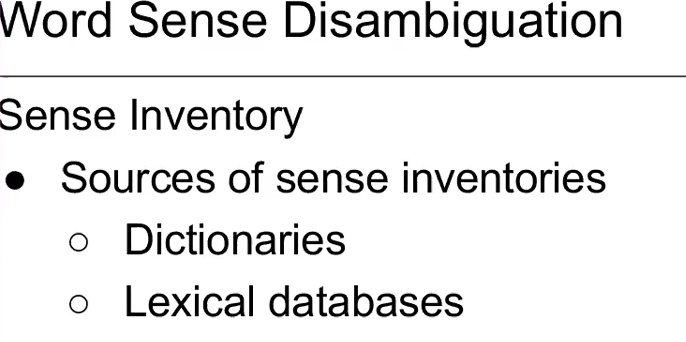 Word Sense Disambiguation
Sense Inventory
● Sources of sense inventories
○ Dictionaries
○ Lexical databases